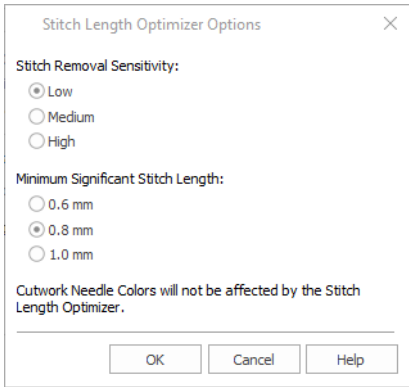 Stitch Length Optimizer Options
Stitch Removal Sensitivity:
Low
Medium
High
Minimum Significant Stitch Length:
0.6 mm
0.8 mm
1.0 mm
Cutwork Needle Colors will not be affected by the Stitch
Length Optimizer.
OK Cancel Help